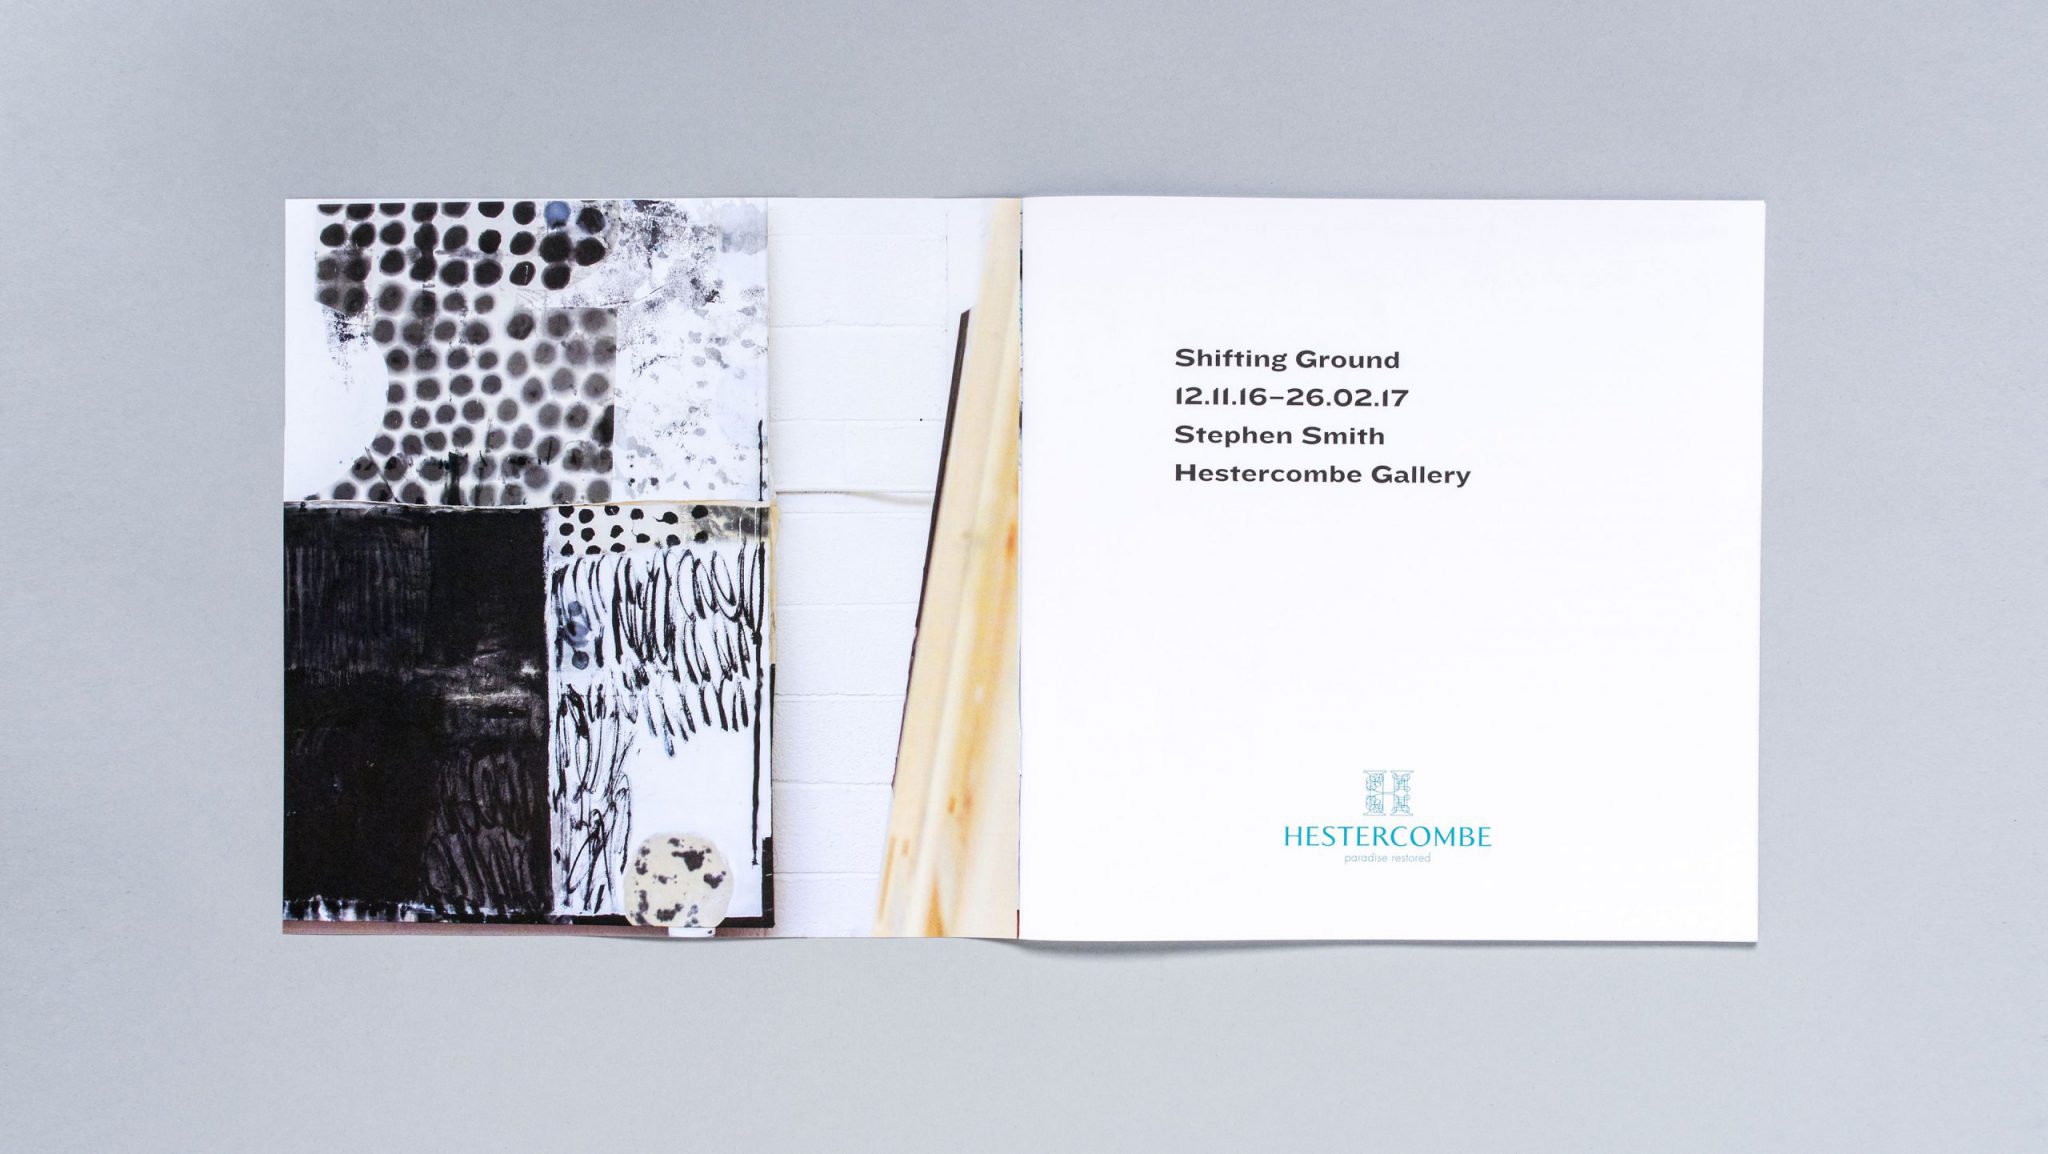 Shifting Ground
12.11.16–26.02.17
Stephen Smith
Hestercombe Gallery
H
HESTERCOMBE
paradise restored